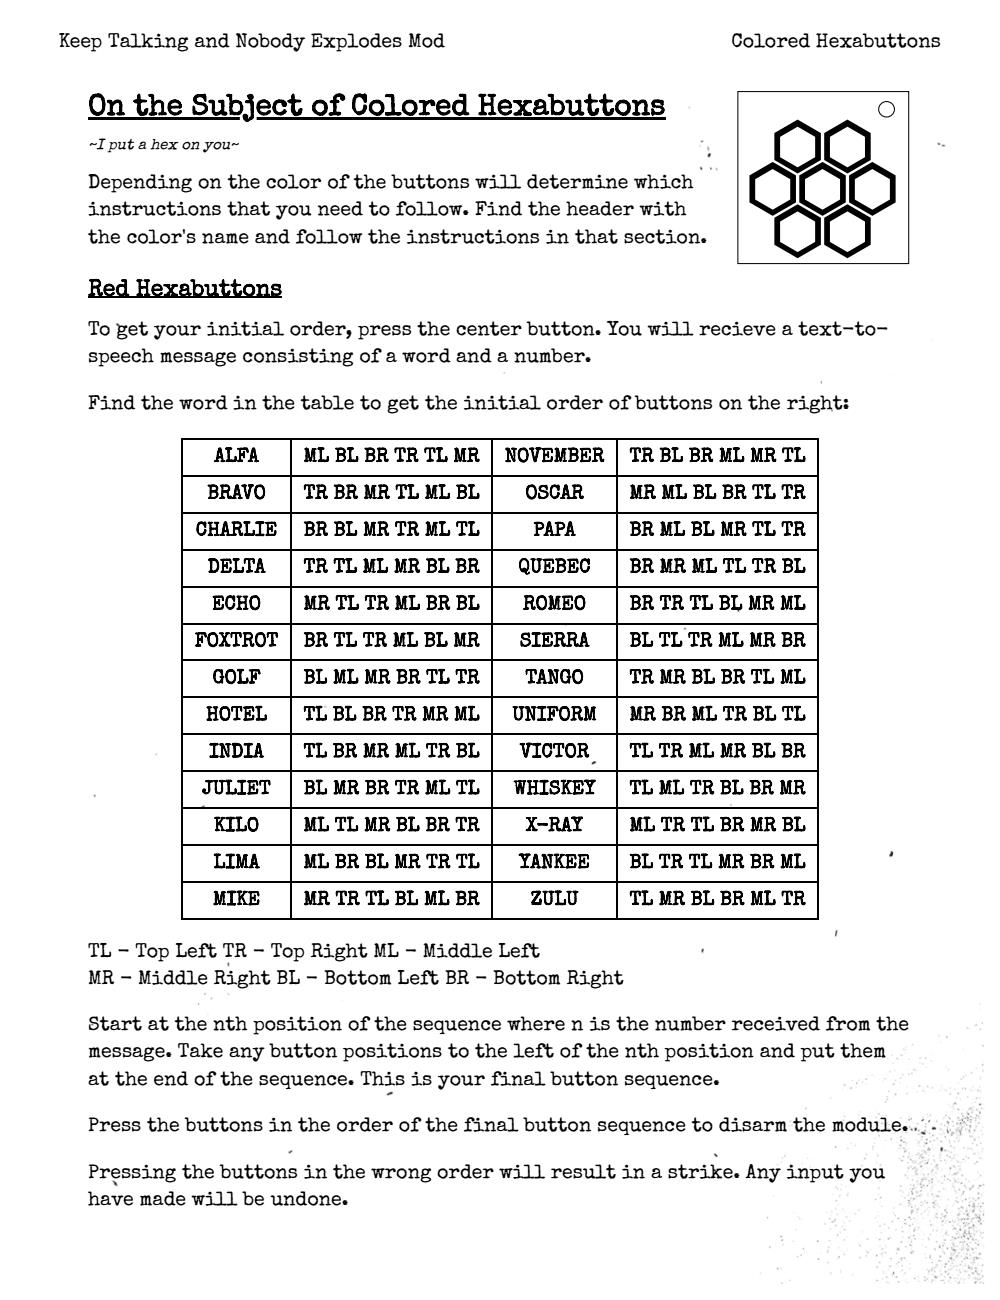 Keep Talking and Nobody Explodes Mod
Colored Hexabuttons
On the Subject of Colored Hexabuttons
~I put a hex on you~
Depending on the color of the buttons will determine which
instructions that you need to follow. Find the header with
the color's name and follow the instructions in that section.
Red Hexabuttons
To get your initial order, press the center button. You will recieve a text-to-
speech message consisting of a word and a number.
Find the word in the table to get the initial order of buttons on the right:
ALFA ML BL BR TR TL MR NOVEMBER TR BL BR ML MR TL
BRAVO TR BR MR TL ML BL OSCAR MR ML BL BR TL TR
CHARLIE BR BL MR TR ML TL PAPA BR ML BL MR TL TR
DELTA TR TL ML MR BL BR QUEBEC BR MR ML TL TR BL
ECHO MR TL TR ML BR BL ROMEO BR TR TL BL MR ML
FOXTROT BR TL TR ML BL MR SIERRA BL TL TR ML MR BR
GOLF BL ML MR BR TL TR TANGO TR MR BL BR TL ML
HOTEL TL BL BR TR MR ML UNIFORM MR BR ML TR BL TL
INDIA TL BR MR ML TR BL VICTOR TL TR ML MR BL BR
JULIET BL MR BR TR ML TL WHISKEY TL ML TR BL BR MR
KILO ML TL MR BL BR TR X-RAY ML TR TL BR MR BL
LIMA ML BR BL MR TR TL YANKEE BL TR TL MR BR ML
MIKE MR TR TL BL ML BR ZULU TL MR BL BR ML TR
TL - Top Left TR - Top Right ML - Middle Left
MR - Middle Right BL - Bottom Left BR - Bottom Right
Start at the nth position of the sequence where n is the number received from the
message. Take any button positions to the left of the nth position and put them
at the end of the sequence. This is your final button sequence.
Press the buttons in the order of the final button sequence to disarm the module.
Pressing the buttons in the wrong order will result in a strike. Any input you
have made will be undone.